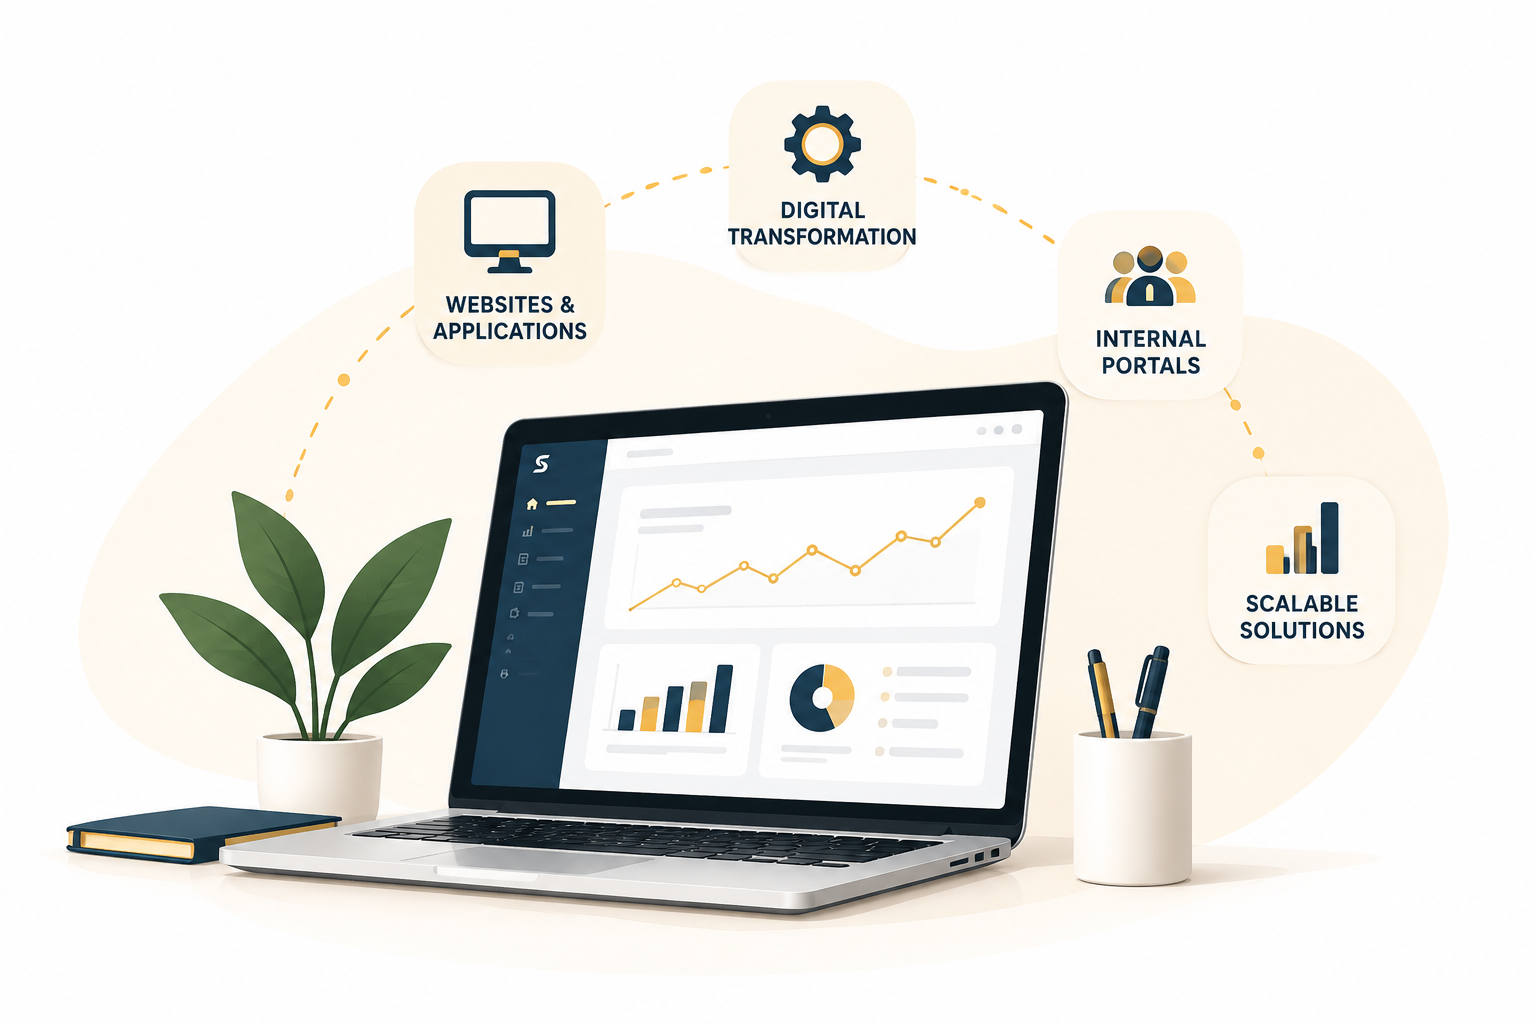 DIGITAL
TRANSFORMATION
WEBSITES &
APPLICATIONS
INTERNAL
PORTALS
S
SCALABLE
SOLUTIONS